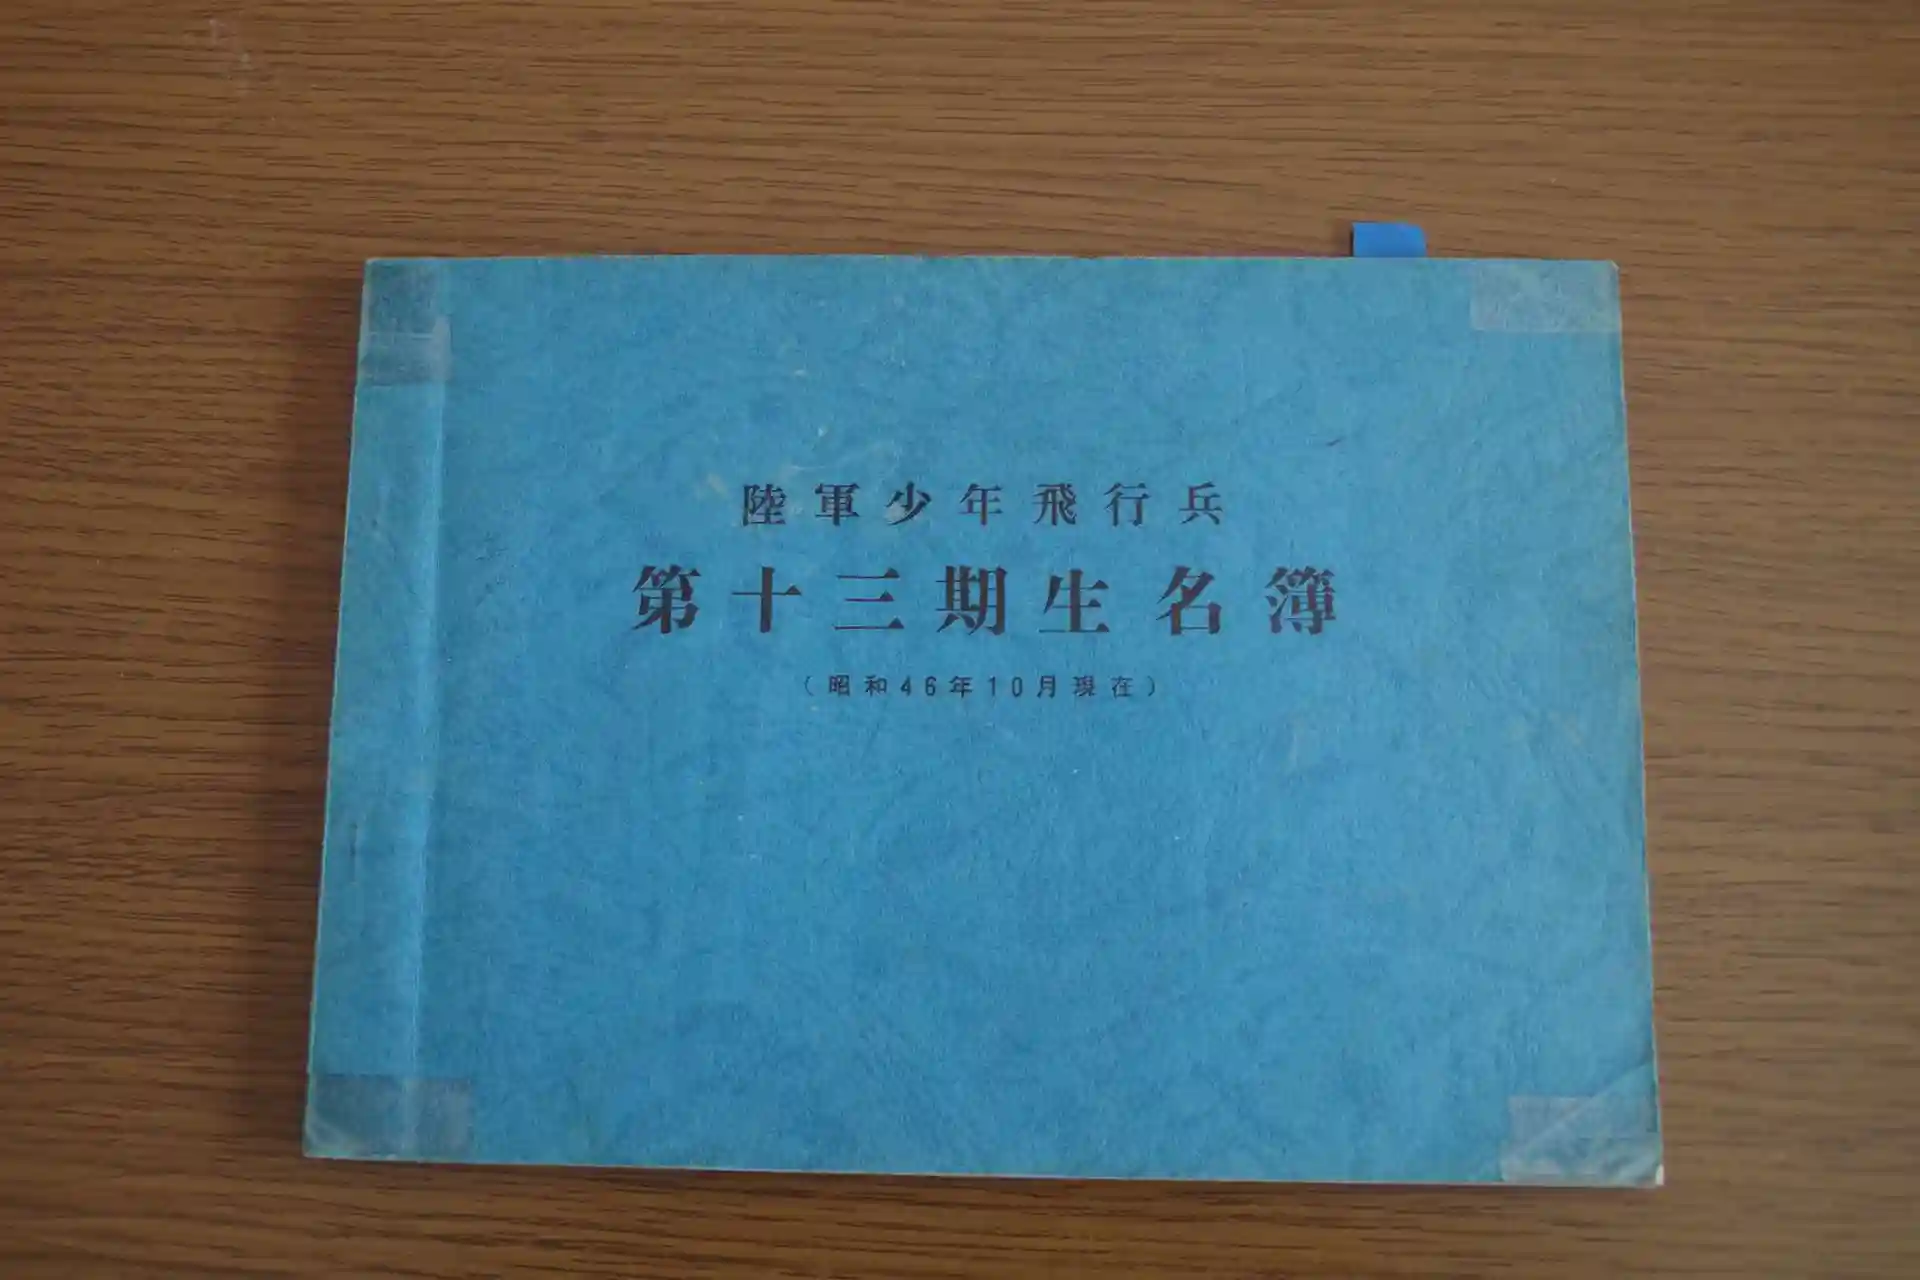 陸軍少年飛行兵
第十三期生名簿
（昭和46年10月現在）